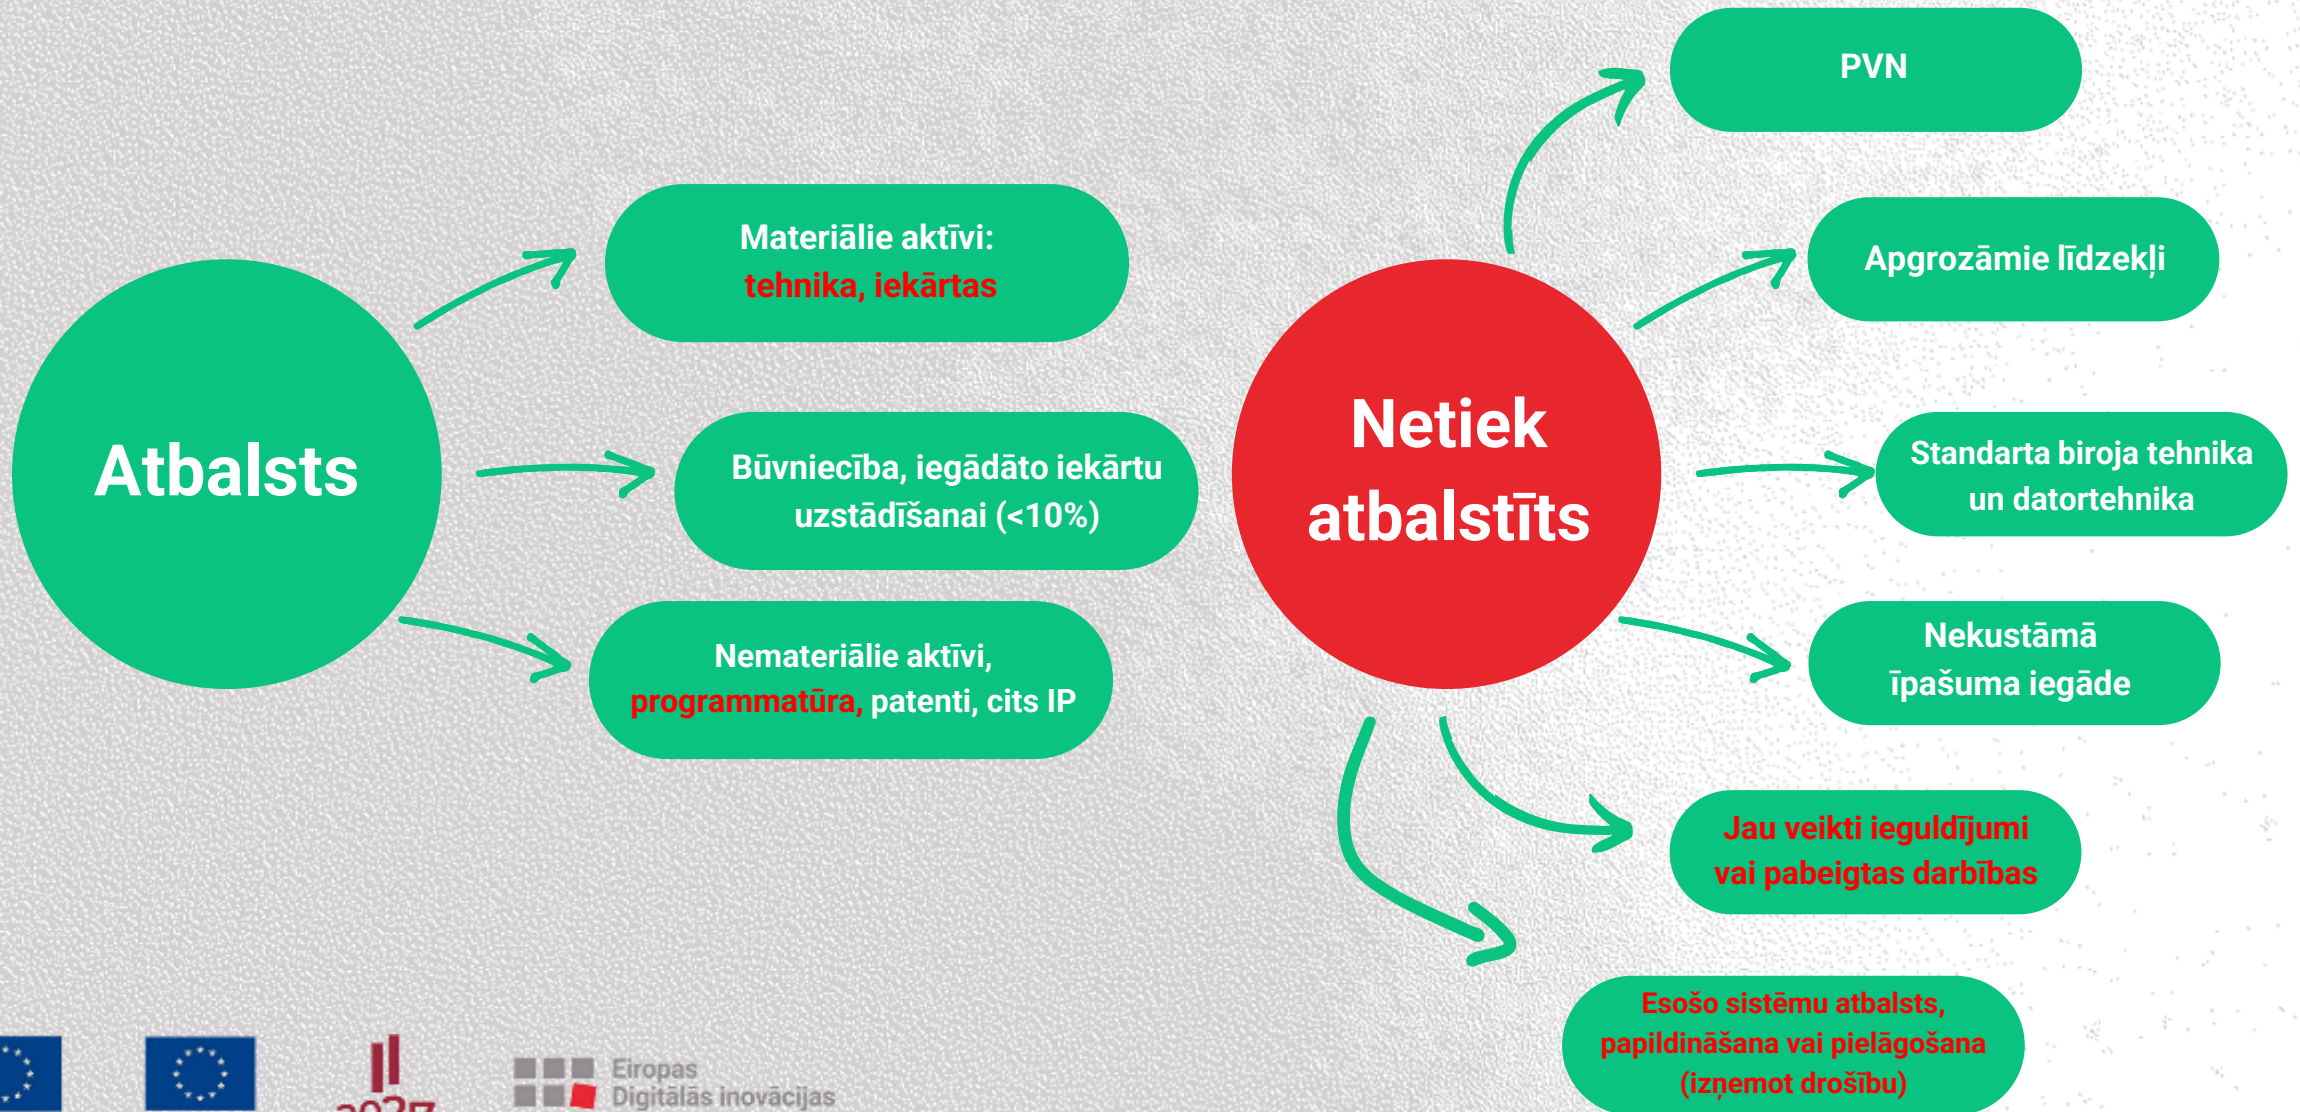 Atbalsts
Materiālie aktīvi:
tehnika, iekārtas
Būvniecība, iegādāto iekārtu
uzstādīšanai (<10%)
Nemateriālie aktīvi,
programmatūra, patenti, cits IP
Netiek
atbalstīts
PVN
Apgrozāmie līdzekļi
Standarta biroja tehnika
un datortehnika
Nekustāmā
īpašuma iegāde
Jau veikti ieguldījumi
vai pabeigtas darbības
Esošo sistēmu atbalsts,
papildināšana vai pielāgošana
(izņemot drošību)
Eiropas
Digitālās inovācijas